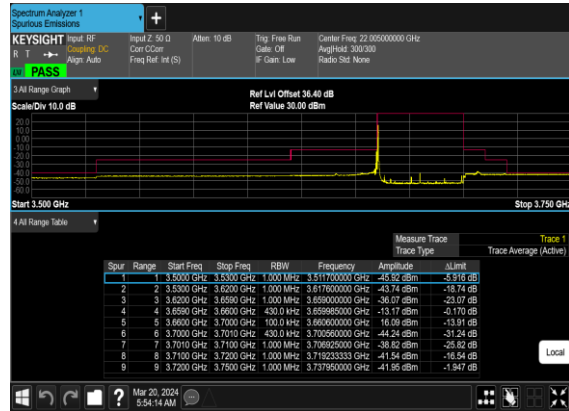 Spectrum Analyzer 1
Spurious Emissions
KEYSIGHT Input: RF Input Z: 50 Ω Atten: 10 dB Trig: Free Run Center Freq: 22.005000000 GHz
R T Coupling: DC Corr CCorr Gate: Off Avg|Hold: 300/300
Align: Auto Freq Ref: Int (S) IF Gain: Low Radio Std: None
PASS
3 All Range Graph
Ref Lvl Offset 36.40 dB
Scale/Div 10.0 dB Ref Value 30.00 dBm
20.0
10.0
0.00
-10.0
-20.0
-30.0
-40.0
-50.0
-60.0
Start 3.500 GHz Stop 3.750 GHz
4 All Range Table
Measure Trace Trace 1
Trace Type Trace Average (Active)
Spur Range Start Freq Stop Freq RBW Frequency Amplitude ΔLimit
1 1 3.5000 GHz 3.5300 GHz 1.000 MHz 3.511700000 GHz -45.92 dBm -5.916 dB
2 2 3.5300 GHz 3.6200 GHz 1.000 MHz 3.617600000 GHz -43.74 dBm -18.74 dB
3 3 3.6200 GHz 3.6590 GHz 1.000 MHz 3.659000000 GHz -36.07 dBm -23.07 dB
4 4 3.6590 GHz 3.6600 GHz 430.0 kHz 3.659985000 GHz -13.17 dBm -0.170 dB
5 5 3.6600 GHz 3.7000 GHz 100.0 kHz 3.660600000 GHz 16.09 dBm -13.91 dB
6 6 3.7000 GHz 3.7010 GHz 430.0 kHz 3.700560000 GHz -44.24 dBm -31.24 dB
7 7 3.7010 GHz 3.7100 GHz 1.000 MHz 3.706925000 GHz -38.82 dBm -25.82 dB
8 8 3.7100 GHz 3.7200 GHz 1.000 MHz 3.719233333 GHz -41.54 dBm -16.54 dB
9 9 3.7200 GHz 3.7500 GHz 1.000 MHz 3.737950000 GHz -41.95 dBm -1.947 dB
Local
? Mar 20, 2024
5:54:14 AM